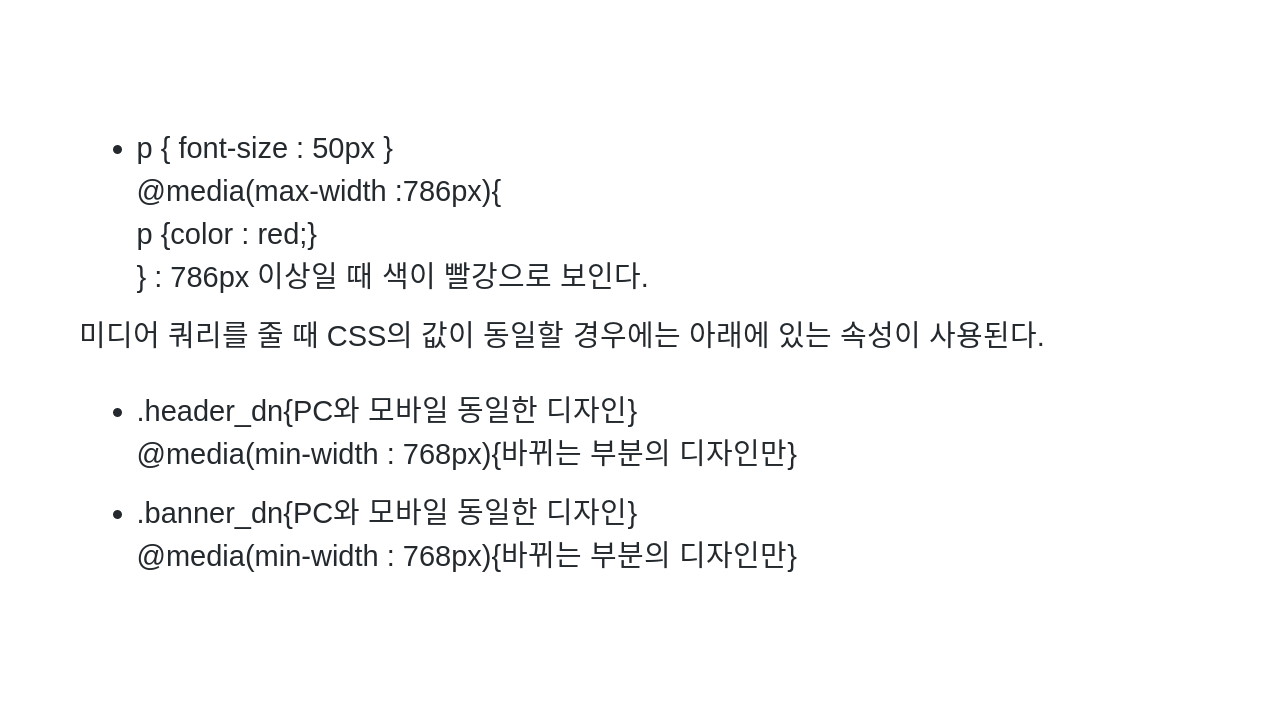 p { font-size : 50px }
@media(max-width :786px){
p {color : red;}
} : 786px 이상일 때 색이 빨강으로 보인다.
미디어 쿼리를 줄 때 CSS의 값이 동일할 경우에는 아래에 있는 속성이 사용된다.
.header_dn{PC와 모바일 동일한 디자인}
@media(min-width : 768px){바뀌는 부분의 디자인만}
.banner_dn{PC와 모바일 동일한 디자인}
@media(min-width : 768px){바뀌는 부분의 디자인만}